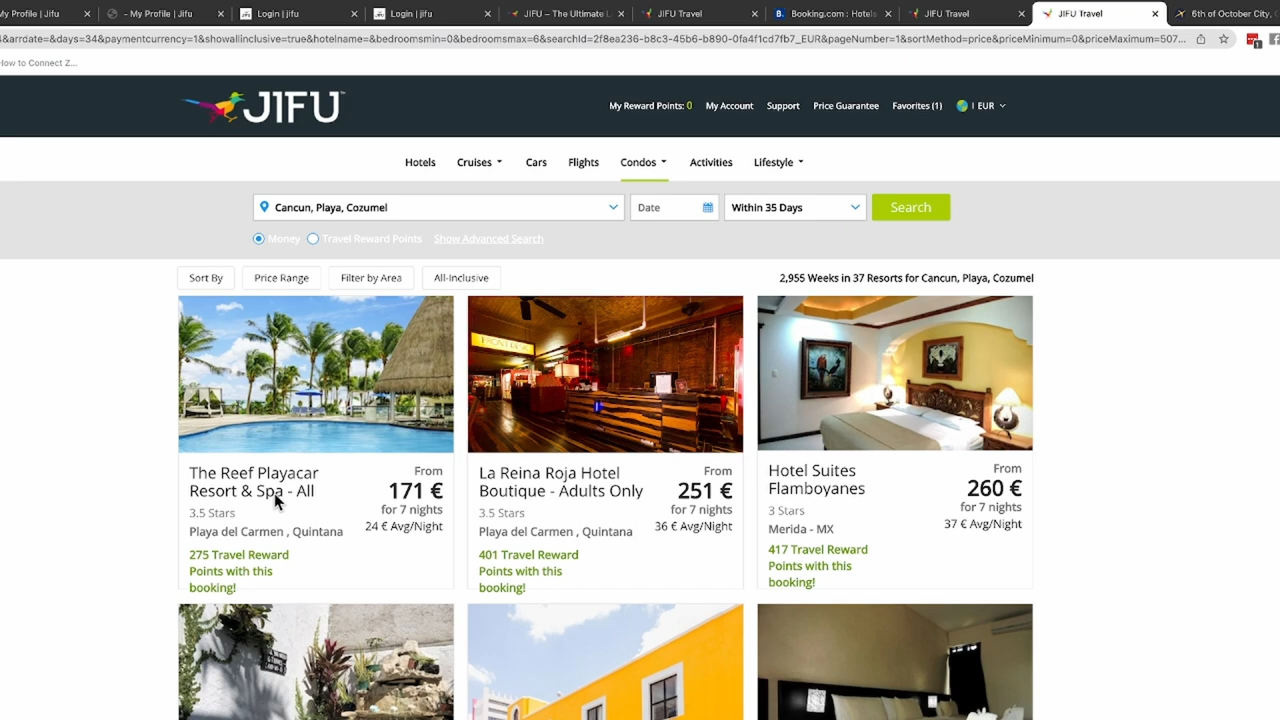 My Profile | Jifu
- My Profile | Jifu
Login | jifu
Login | jifu
JIFU – The Ultimate L
JIFU Travel
Booking.com : Hotels
JIFU Travel
JIFU Travel
6th of October City,
&arrdate=&days=34&paymentcurrency=1&showallinclusive=true&hotelname=&bedroomsmin=0&bedroomsmax=6&searchId=2f8ea236-b8c3-45b6-b890-0fa4f1cd7fb7_EUR&pageNumber=1&sortMethod=price&priceMinimum=0&priceMaximum=507...
How to Connect Z...
JIFU
My Reward Points: 0 My Account Support Price Guarantee Favorites (1) | EUR
Hotels Cruises Cars Flights Condos Activities Lifestyle
Cancun, Playa, Cozumel Date Within 35 Days Search
Money Travel Reward Points Show Advanced Search
Sort By Price Range Filter by Area All-Inclusive 2,955 Weeks in 37 Resorts for Cancun, Playa, Cozumel
FRONT DESK
The Reef Playacar
Resort & Spa - All
3.5 Stars
Playa del Carmen , Quintana
275 Travel Reward
Points with this
booking!
From
171 €
for 7 nights
24 € Avg/Night
La Reina Roja Hotel
Boutique - Adults Only
3.5 Stars
Playa del Carmen , Quintana
401 Travel Reward
Points with this
booking!
From
251 €
for 7 nights
36 € Avg/Night
Hotel Suites
Flamboyanes
3 Stars
Merida - MX
417 Travel Reward
Points with this
booking!
From
260 €
for 7 nights
37 € Avg/Night